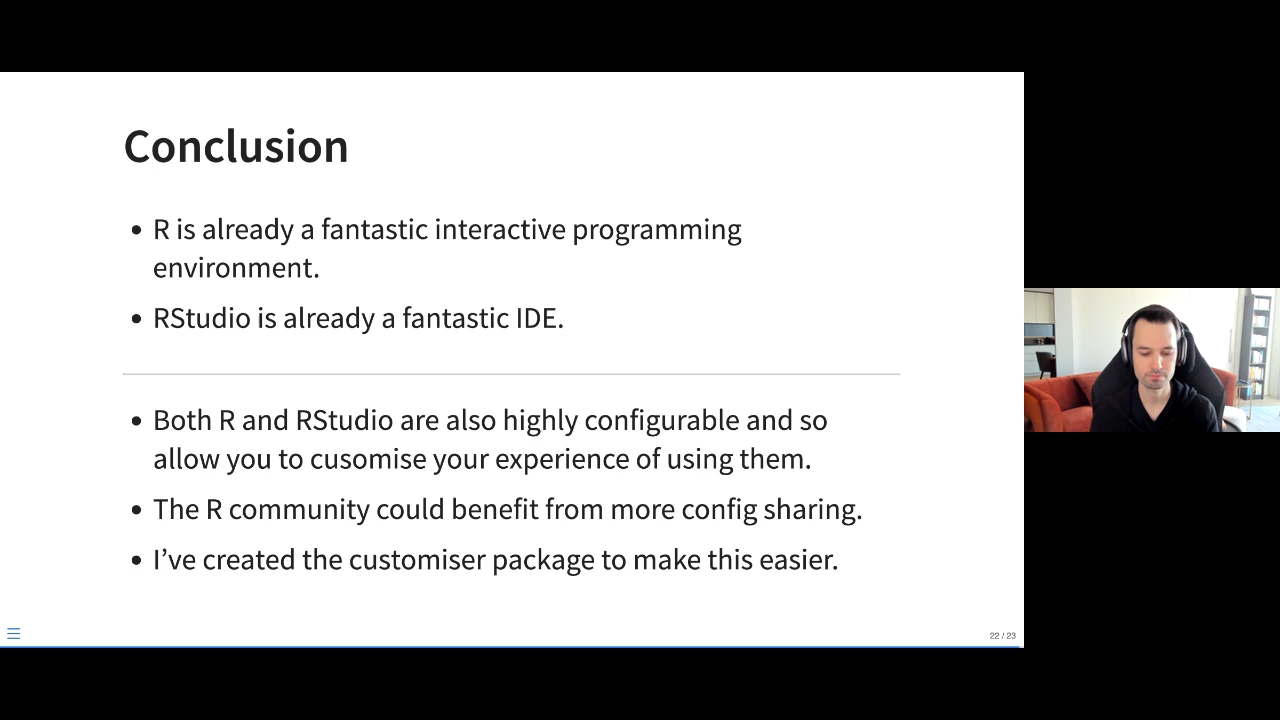 Conclusion
• R is already a fantastic interactive programming
environment.
• RStudio is already a fantastic IDE.
• Both R and RStudio are also highly configurable and so
allow you to cusomise your experience of using them.
• The R community could benefit from more config sharing.
• I’ve created the customiser package to make this easier.
22 / 23